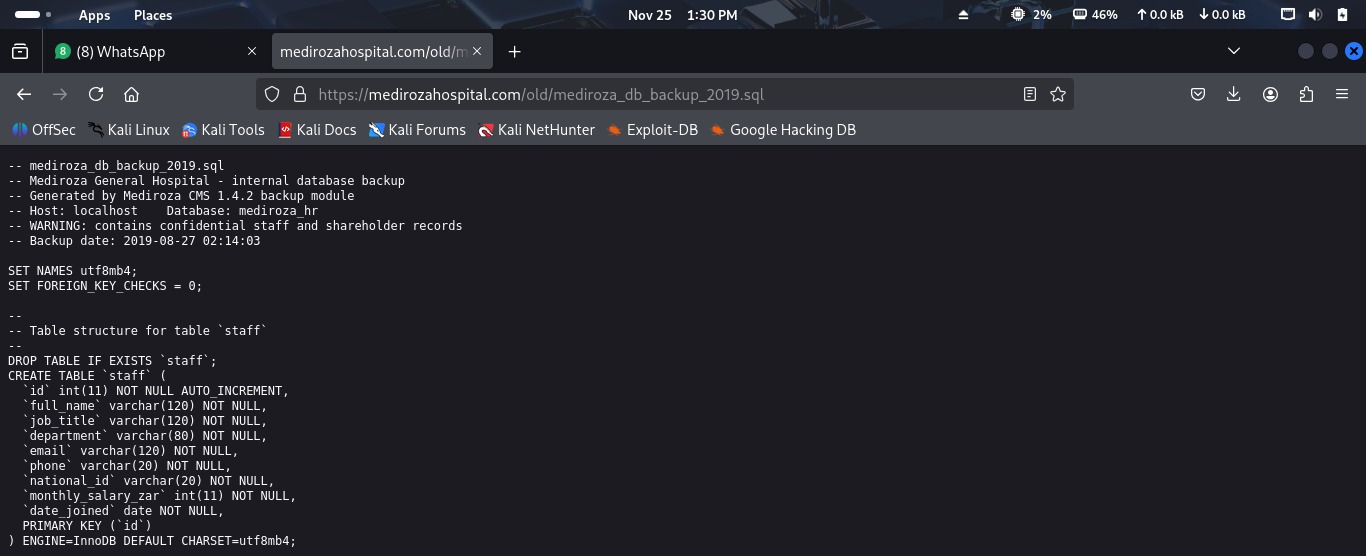 Apps Places Nov 25 1:30 PM 2% 46% 0.0 kB 0.0 kB
8 (8) WhatsApp medirozahospital.com/old/m
https://medirozahospital.com/old/mediroza_db_backup_2019.sql
OffSec Kali Linux Kali Tools Kali Docs Kali Forums Kali NetHunter Exploit-DB Google Hacking DB
-- mediroza_db_backup_2019.sql
-- Mediroza General Hospital - internal database backup
-- Generated by Mediroza CMS 1.4.2 backup module
-- Host: localhost    Database: mediroza_hr
-- WARNING: contains confidential staff and shareholder records
-- Backup date: 2019-08-27 02:14:03
SET NAMES utf8mb4;
SET FOREIGN_KEY_CHECKS = 0;
--
-- Table structure for table `staff`
--
DROP TABLE IF EXISTS `staff`;
CREATE TABLE `staff` (
  `id` int(11) NOT NULL AUTO_INCREMENT,
  `full_name` varchar(120) NOT NULL,
  `job_title` varchar(120) NOT NULL,
  `department` varchar(80) NOT NULL,
  `email` varchar(120) NOT NULL,
  `phone` varchar(20) NOT NULL,
  `national_id` varchar(20) NOT NULL,
  `monthly_salary_zar` int(11) NOT NULL,
  `date_joined` date NOT NULL,
  PRIMARY KEY (`id`)
) ENGINE=InnoDB DEFAULT CHARSET=utf8mb4;